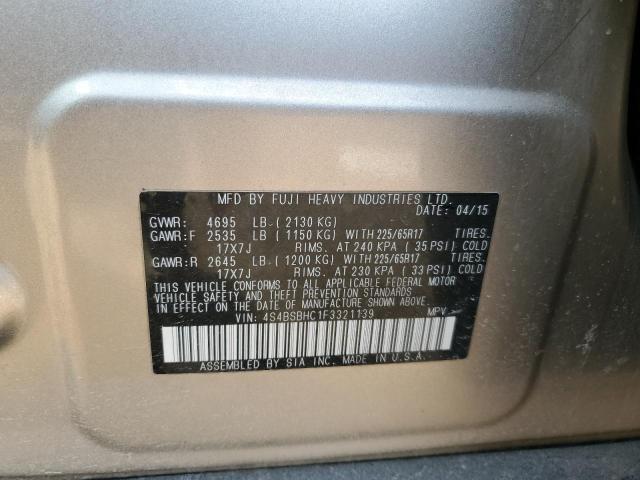 MFD BY FUJI HEAVY INDUSTRIES LTD.
DATE: 04/15
GVWR: 4695 LB (2130 KG)
GAWR:F 2535 LB (1150 KG) WITH 225/65R17 TIRES
17X7J RIMS. AT 240 KPA (35 PSI) COLD
GAWR:R 2645 LB (1200 KG) WITH 225/65R17 TIRES
17X7J RIMS. AT 230 KPA (33 PSI) COLD
THIS VEHICLE CONFORMS TO ALL APPLICABLE FEDERAL MOTOR
VEHICLE SAFETY AND THEFT PREVENTION STANDARDS
IN EFFECT ON THE DATE OF MANUFACTURE SHOWN ABOVE.
VIN: 4S4BSBHC1F3321139 MPV
ASSEMBLED BY SIA INC. MADE IN U.S.A.